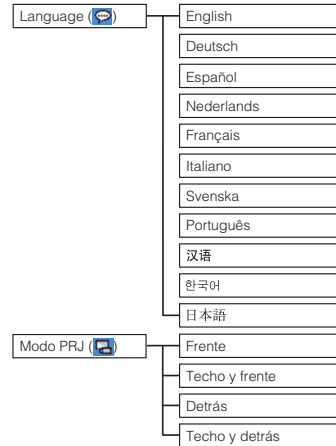 Language ( )
English
Deutsch
Español
Nederlands
Français
Italiano
Svenska
Português
汉语
한국어
日本語
Modo PRJ ( )
Frente
Techo y frente
Detrás
Techo y detrás